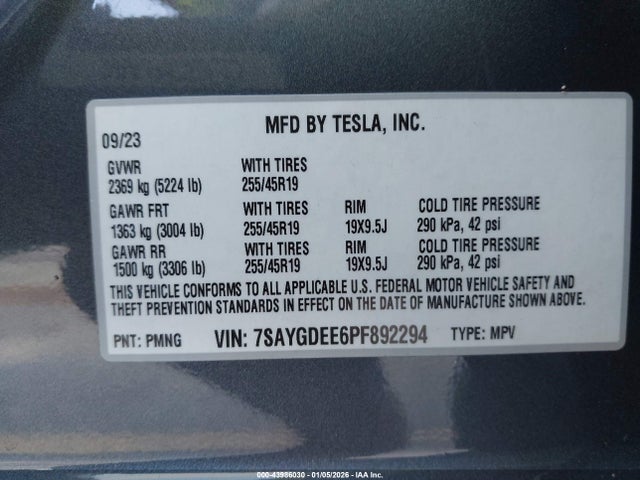 MFD BY TESLA, INC.
09/23
GVWR WITH TIRES
2369 kg (5224 lb) 255/45R19
GAWR FRT WITH TIRES RIM COLD TIRE PRESSURE
1363 kg (3004 lb) 255/45R19 19X9.5J 290 kPa, 42 psi
GAWR RR WITH TIRES RIM COLD TIRE PRESSURE
1500 kg (3306 lb) 255/45R19 19X9.5J 290 kPa, 42 psi
THIS VEHICLE CONFORMS TO ALL APPLICABLE U.S. FEDERAL MOTOR VEHICLE SAFETY AND
THEFT PREVENTION STANDARDS IN EFFECT ON THE DATE OF MANUFACTURE SHOWN ABOVE.
PNT: PMNG VIN: 7SAYGDEE6PF892294 TYPE: MPV
000-43986030 - 01/05/2026 - IAA Inc.